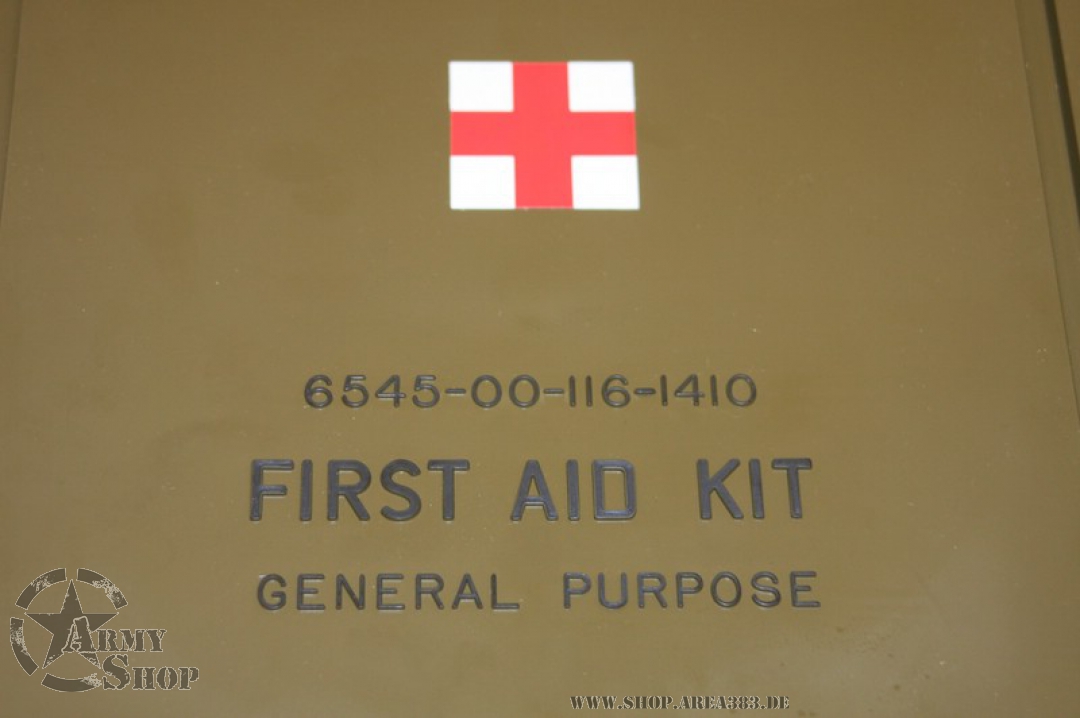 6545-00-116-1410
FIRST AID KIT
GENERAL PURPOSE
ARMY
SHOP
WWW.SHOP.AREA383.DE